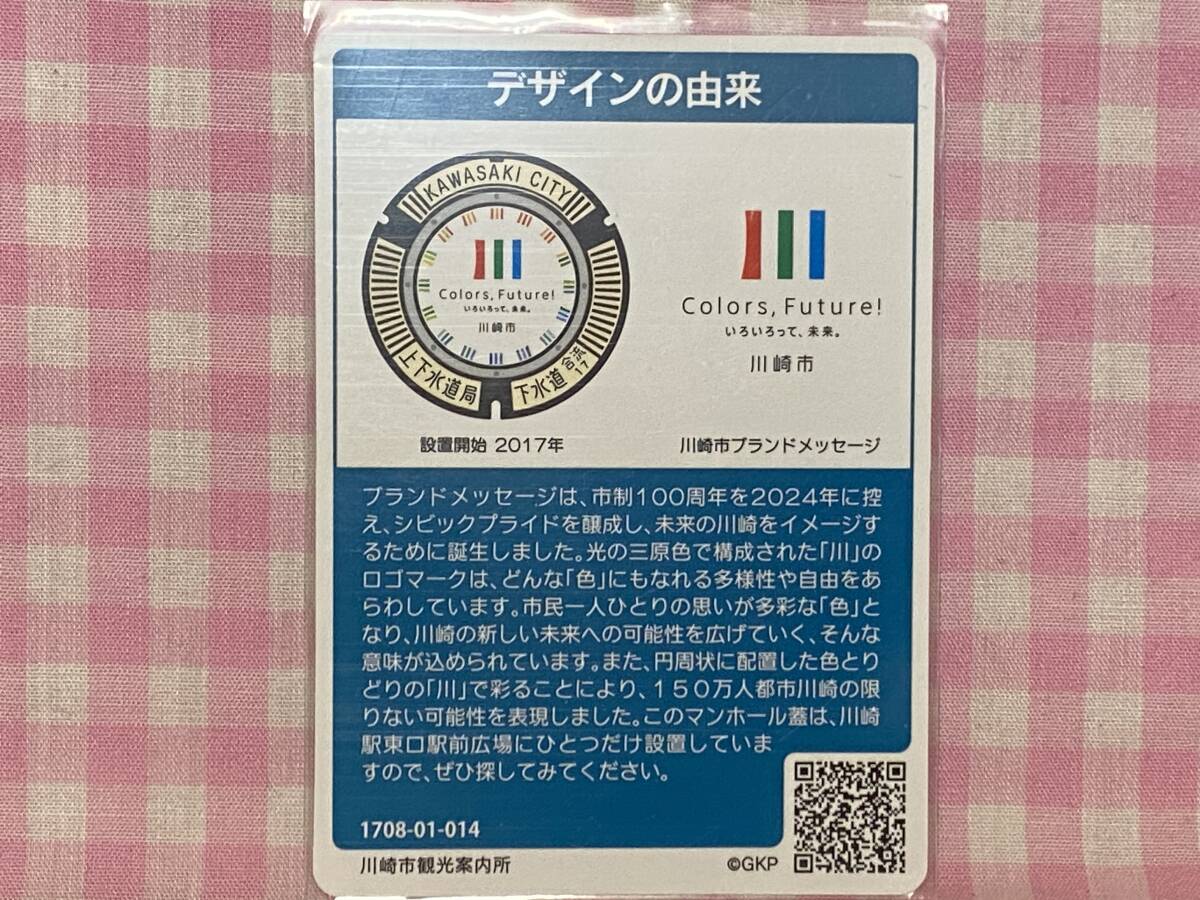 デザインの由来
KAWASAKI CITY
Colors, Future!
いろいろって、未来。
川崎市
上下水道局
下水道
合流
17
Colors, Future!
いろいろって、未来。
川崎市
設置開始 2017年
川崎市ブランドメッセージ
ブランドメッセージは、市制100周年を2024年に控
え、シビックプライドを醸成し、未来の川崎をイメージす
るために誕生しました。光の三原色で構成された「川」の
ロゴマークは、どんな「色」にもなれる多様性や自由をあ
らわしています。市民一人ひとりの思いが多彩な「色」と
なり、川崎の新しい未来への可能性を広げていく、そんな
意味が込められています。また、円周状に配置した色とり
どりの「川」で彩ることにより、150万人都市川崎の限
りない可能性を表現しました。このマンホール蓋は、川崎
駅東口駅前広場にひとつだけ設置していま
すので、ぜひ探してみてください。
1708-01-014
川崎市観光案内所
©GKP